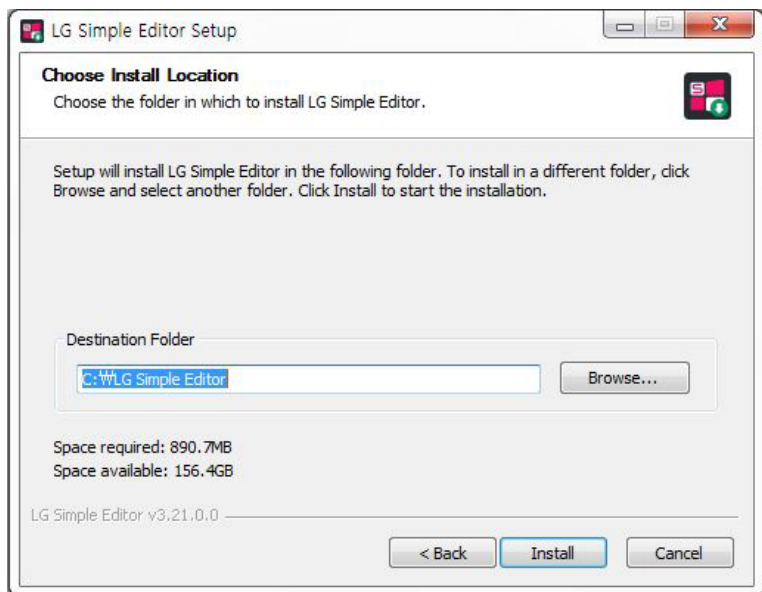 LG Simple Editor Setup
Choose Install Location
Choose the folder in which to install LG Simple Editor.
S
Setup will install LG Simple Editor in the following folder. To install in a different folder, click
Browse and select another folder. Click Install to start the installation.
Destination Folder
C:₩LG Simple Editor
Browse...
Space required: 890.7MB
Space available: 156.4GB
LG Simple Editor v3.21.0.0
< Back
Install
Cancel